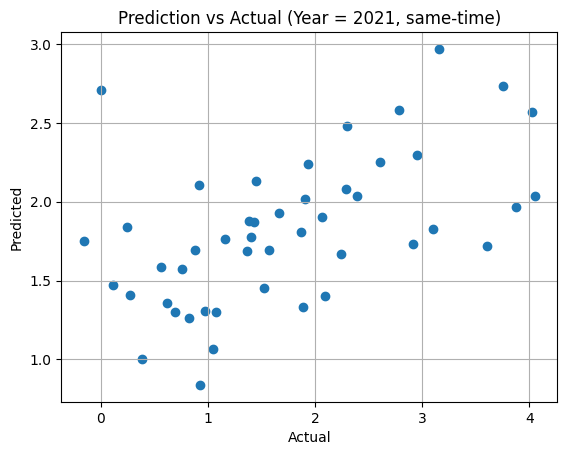 Prediction vs Actual (Year = 2021, same-time)
3.0
2.5
2.0
1.5
1.0
Predicted
0 1 2 3 4
Actual